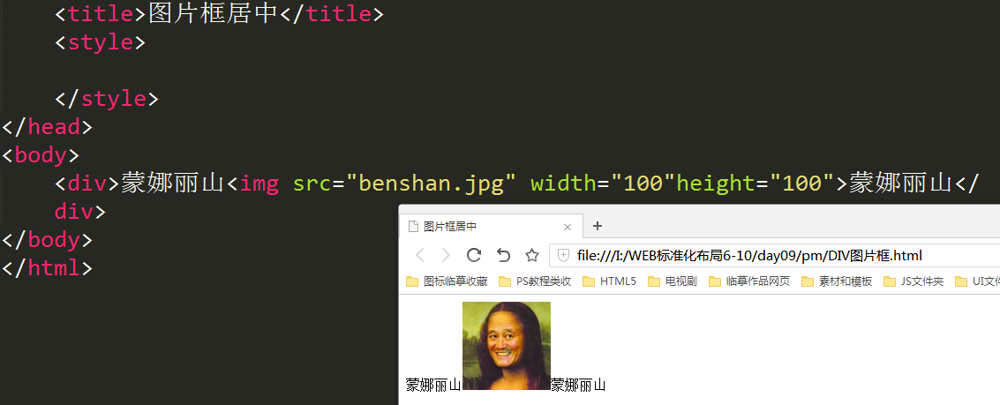 <title>图片框居中</title>
<style>
</style>
</head>
<body>
<div>蒙娜丽山<img src="benshan.jpg" width="100"height="100">蒙娜丽山</
div>
</body>
</html>
图片框居中
file:///I:/WEB标准化布局6-10/day09/pm/DIV图片框.html
图标临摹收藏 PS教程类收 HTML5 电视剧 临摹作品网页 素材和模板 JS文件夹 UI文件
蒙娜丽山 蒙娜丽山